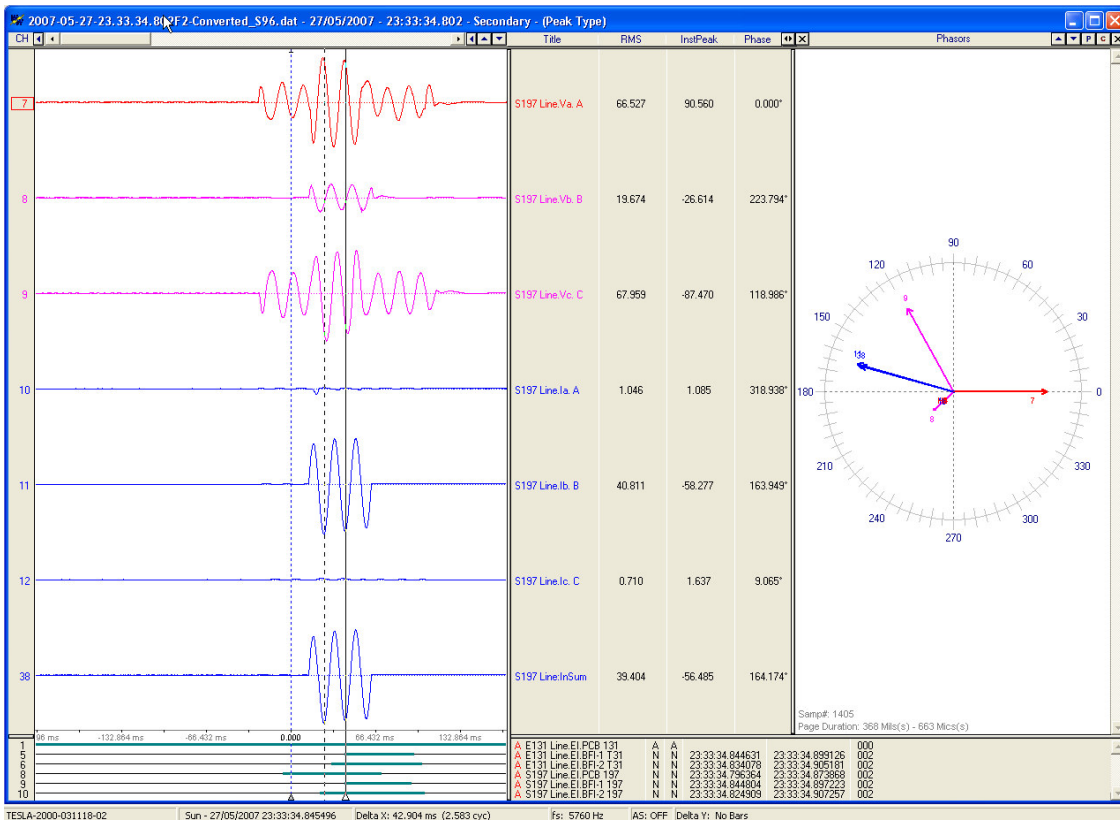 2007-05-27-23.33.34.802F2-Converted_S96.dat - 27/05/2007 - 23:33:34.802 - Secondary - (Peak Type)
CH Title RMS InstPeak Phase Phasors P C
7 S197 Line.Va. A 66.527 90.560 0.000°
8 S197 Line.Vb. B 19.674 -26.614 223.794°
9 S197 Line.Vc. C 67.959 -87.470 118.986°
10 S197 Line.Ia. A 1.046 1.085 318.938°
11 S197 Line.Ib. B 40.811 -58.277 163.949°
12 S197 Line.Ic. C 0.710 1.637 9.065°
38 S197 Line:InSum 39.404 -56.485 164.174°
90
120 60
9
150 30
180 0
7
8
210 330
240 300
270
Samp#: 1405
Page Duration: 368 Mils(s) - 663 Mics(s)
96 ms -132.864 ms -66.432 ms 0.000 66.432 ms 132.864 ms
1 A E131 Line.EI.PCB 131 A A 000
5 A E131 Line.EI.BFI-1 T31 N N 23:33:34.844631 23:33:34.899126 002
6 A E131 Line.EI.BFI-2 T31 N N 23:33:34.834078 23:33:34.905181 002
8 A S197 Line.EI.PCB 197 N N 23:33:34.796364 23:33:34.873868 002
9 A S197 Line.EI.BFI-1 197 N N 23:33:34.844804 23:33:34.897223 002
10 A S197 Line.EI.BFI-2 197 N N 23:33:34.824909 23:33:34.907257 002
TESLA-2000-031118-02 Sun - 27/05/2007 23:33:34.845496 Delta X: 42.904 ms (2.583 cyc) fs: 5760 Hz AS: OFF Delta Y: No Bars